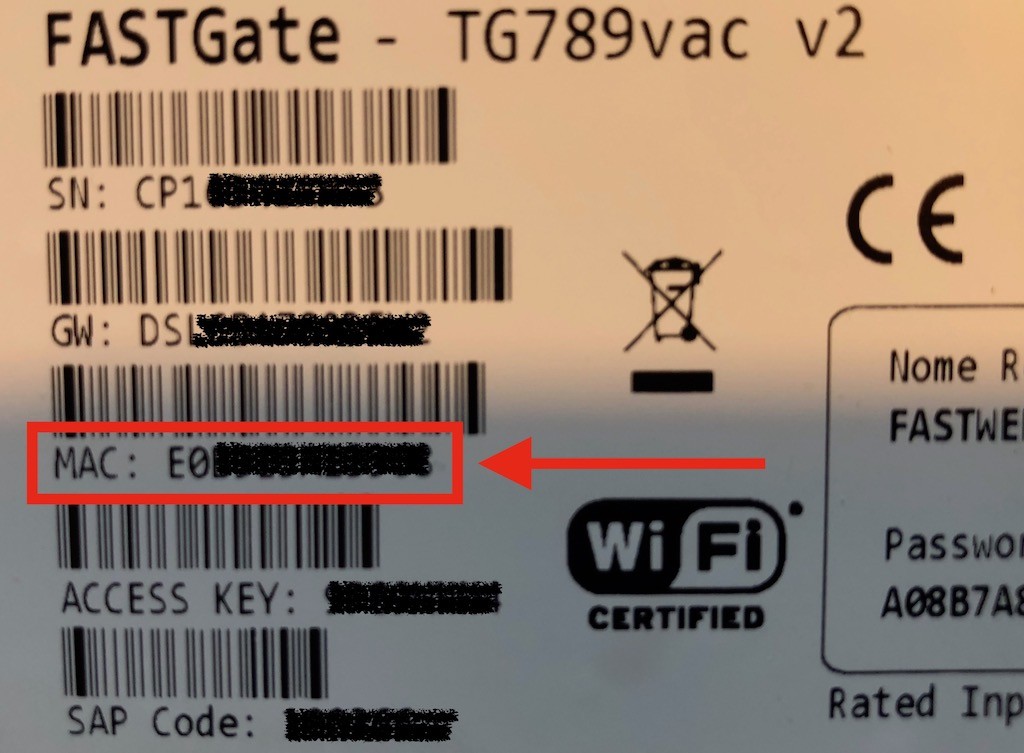 FASTGate - TG789vac v2
SN: CP1
GW: DSL
MAC: E0
ACCESS KEY:
SAP Code:
CE
WiFi
CERTIFIED
Nome R
FASTWE
Passwo
A08B7A8
Rated Inp